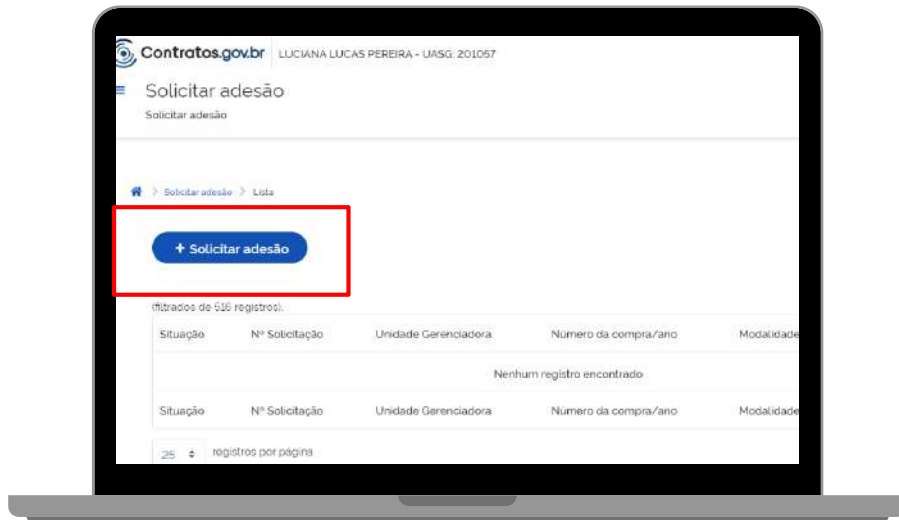 Contratos.gov.br LUCIANA LUCAS PEREIRA - UASG: 201057
Solicitar adesão
Solicitar adesão
> Solicitar adesão > Lista
+ Solicitar adesão
(filtrados de 516 registros).
Situação Nº Solicitação Unidade Gerenciadora Número da compra/ano Modalidade
Nenhum registro encontrado
Situação Nº Solicitação Unidade Gerenciadora Número da compra/ano Modalidade
25 registros por página